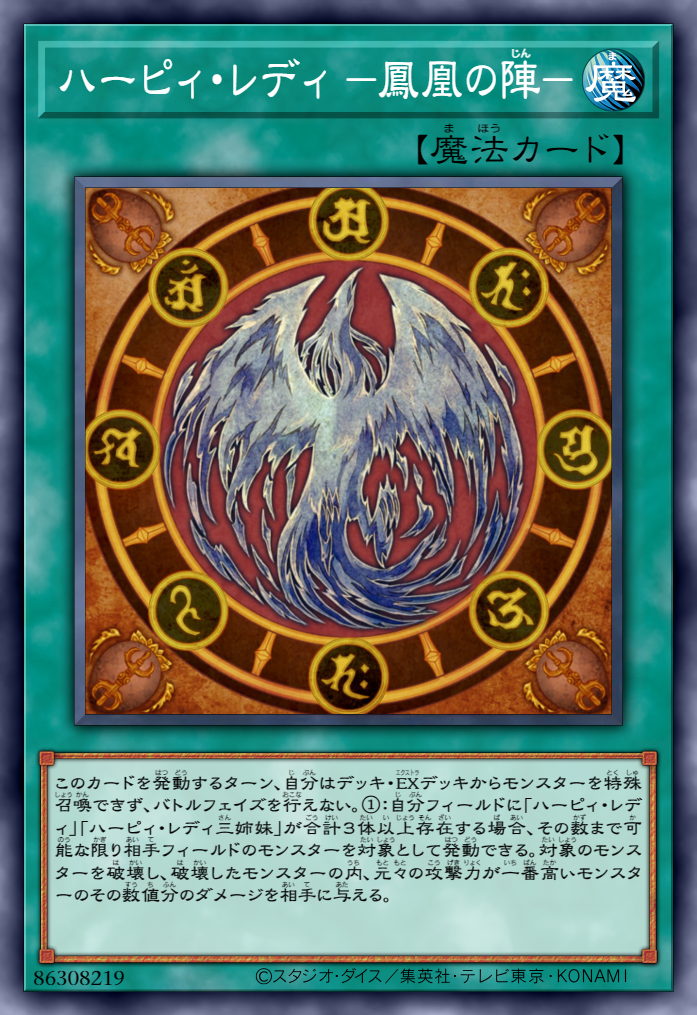 ハーピィ・レディ －鳳凰の陣－ 魔
【魔法カード】
このカードを発動するターン、自分はデッキ・EXデッキからモンスターを特殊
召喚できず、バトルフェイズを行えない。①：自分フィールドに「ハーピィ・レデ
ィ」「ハーピィ・レディ三姉妹」が合計３体以上存在する場合、その数まで可
能な限り相手フィールドのモンスターを対象として発動できる。対象のモンス
ターを破壊し、破壊したモンスターの内、元々の攻撃力が一番高いモンスタ
ーのその数値分のダメージを相手に与える。
86308219 ©スタジオ・ダイス／集英社・テレビ東京・KONAMI